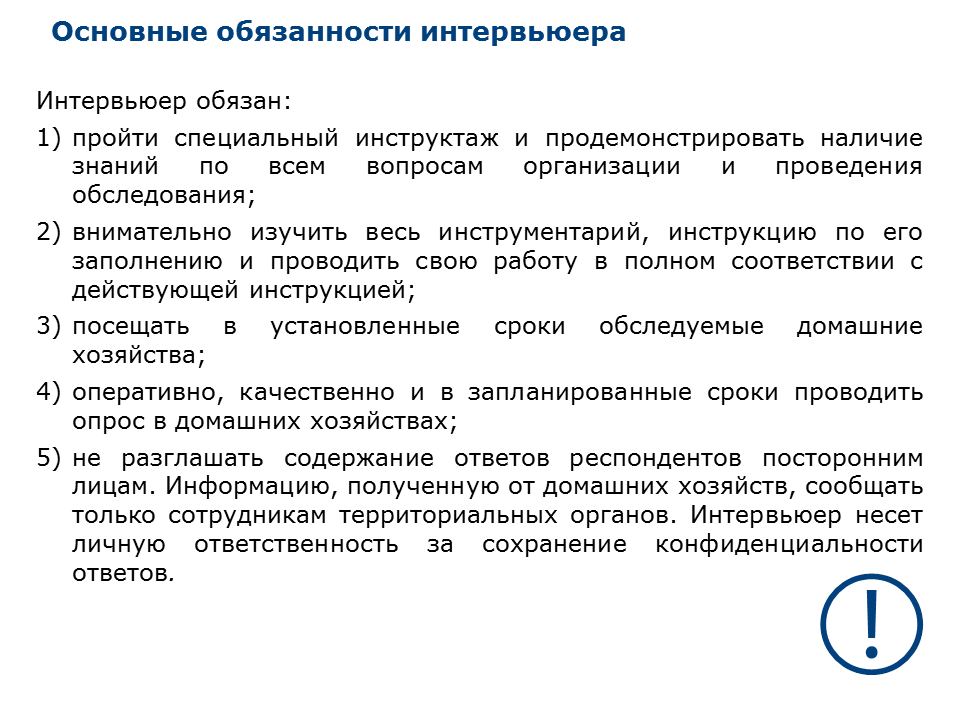 Основные обязанности интервьюера
Интервьюер обязан:
1) пройти специальный инструктаж и продемонстрировать наличие
знаний по всем вопросам организации и проведения
обследования;
2) внимательно изучить весь инструментарий, инструкцию по его
заполнению и проводить свою работу в полном соответствии с
действующей инструкцией;
3) посещать в установленные сроки обследуемые домашние
хозяйства;
4) оперативно, качественно и в запланированные сроки проводить
опрос в домашних хозяйствах;
5) не разглашать содержание ответов респондентов посторонним
лицам. Информацию, полученную от домашних хозяйств, сообщать
только сотрудникам территориальных органов. Интервьюер несет
личную ответственность за сохранение конфиденциальности
ответов.
!